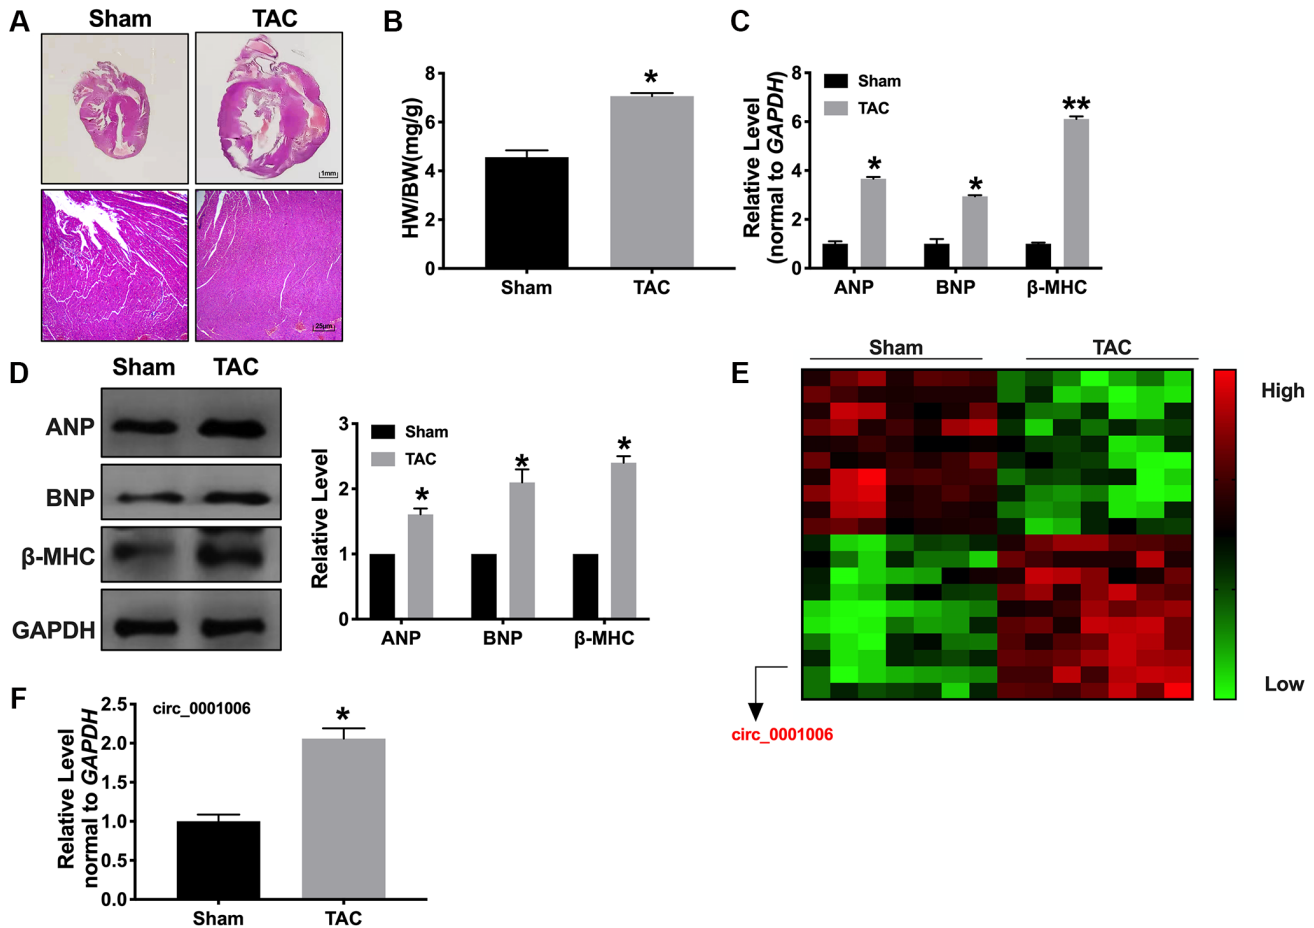 A
Sham
TAC
1mm
25μm
B
HW/BW(mg/g)
8
6
4
2
0
*
Sham
TAC
C
Relative Level
(normal to GAPDH)
8
6
4
2
0
Sham
TAC
*
*
**
ANP
BNP
β-MHC
D
Sham
TAC
ANP
BNP
β-MHC
GAPDH
Relative Level
3
2
1
0
Sham
TAC
*
*
*
ANP
BNP
β-MHC
E
Sham
TAC
High
Low
circ_0001006
F
circ_0001006
Relative Level
normal to GAPDH
2.5
2.0
1.5
1.0
0.5
0.0
*
Sham
TAC